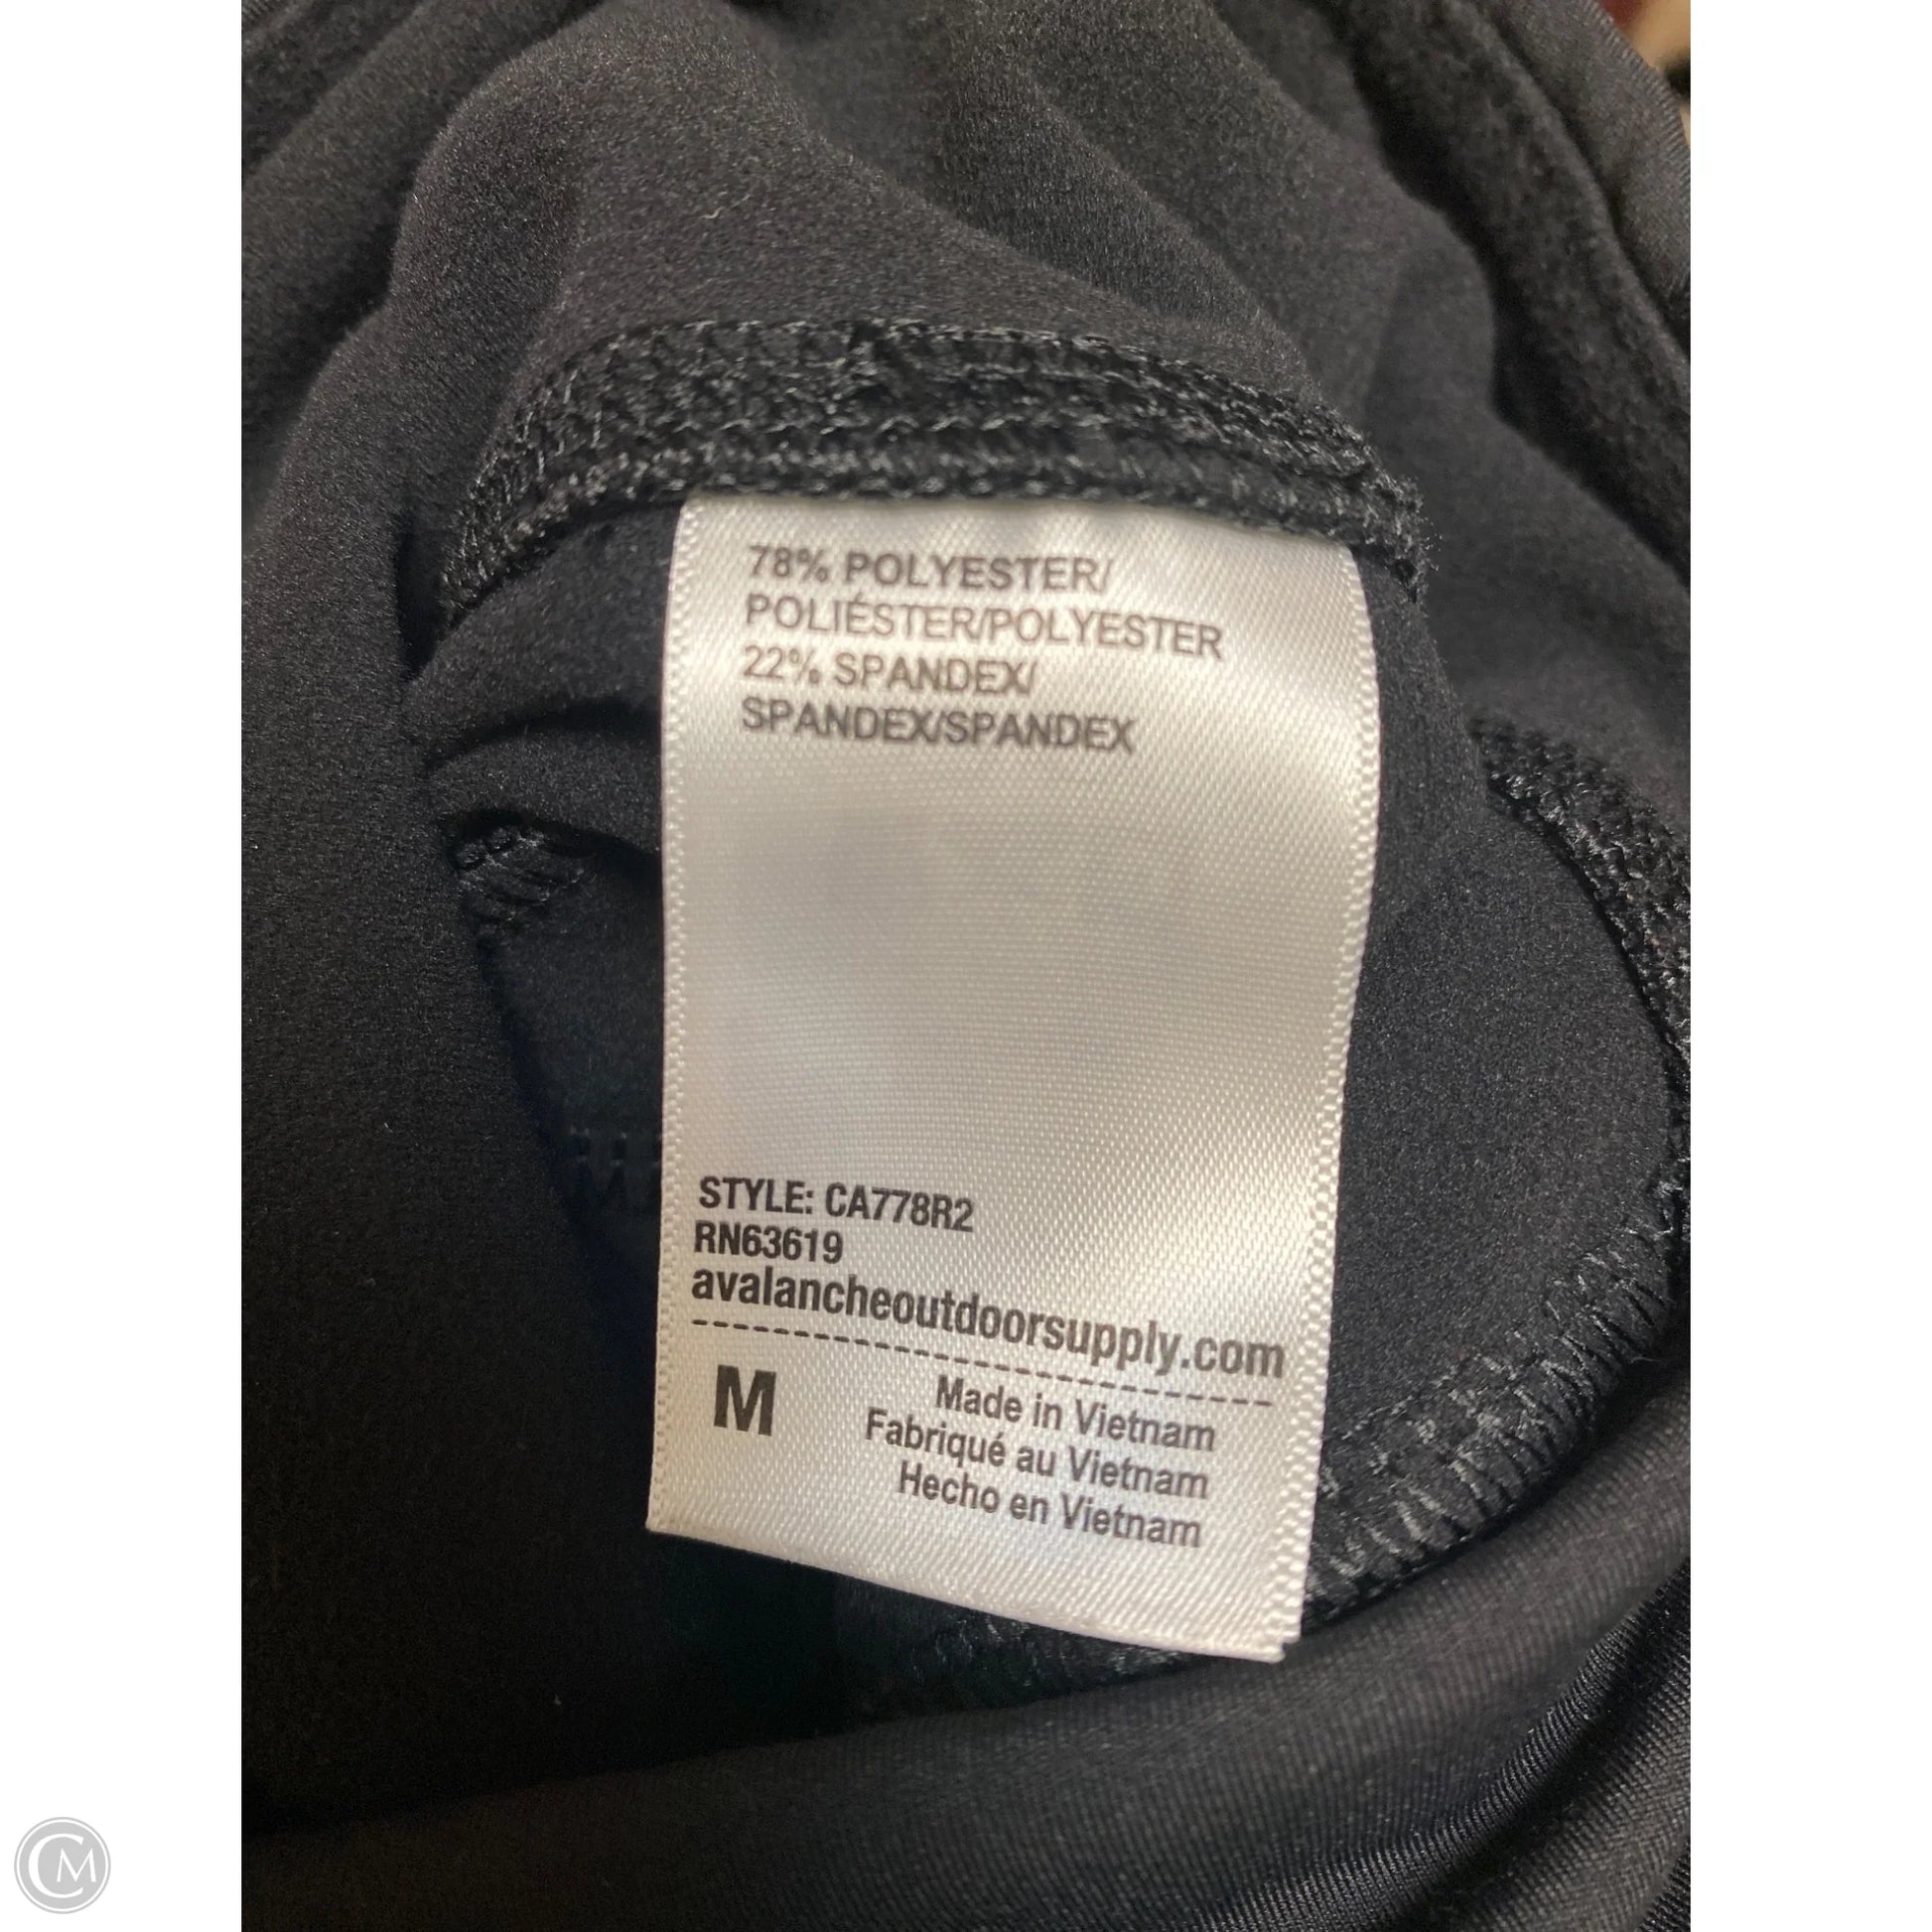 78% POLYESTER/
POLIÉSTER/POLYESTER
22% SPANDEX/
SPANDEX/SPANDEX
STYLE: CA778R2
RN63619
avalancheoutdoorsupply.com
M
Made in Vietnam
Fabriqué au Vietnam
Hecho en Vietnam
CM